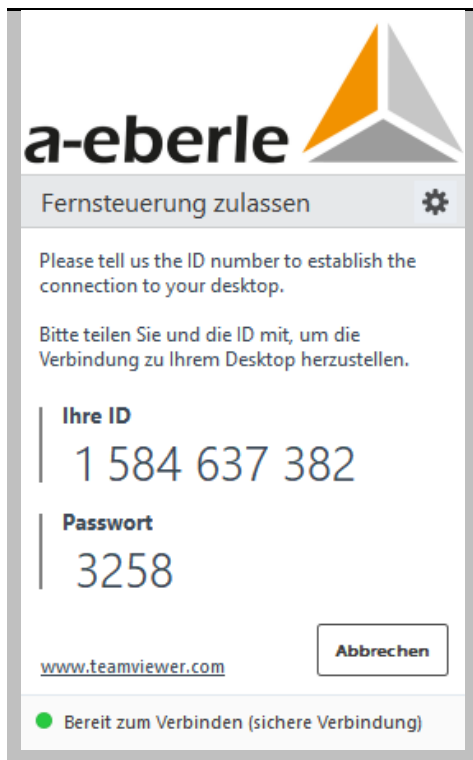 a-eberle
Fernsteuerung zulassen
Please tell us the ID number to establish the
connection to your desktop.
Bitte teilen Sie und die ID mit, um die
Verbindung zu Ihrem Desktop herzustellen.
Ihre ID
1 584 637 382
Passwort
3258
Abbrechen
www.teamviewer.com
Bereit zum Verbinden (sichere Verbindung)